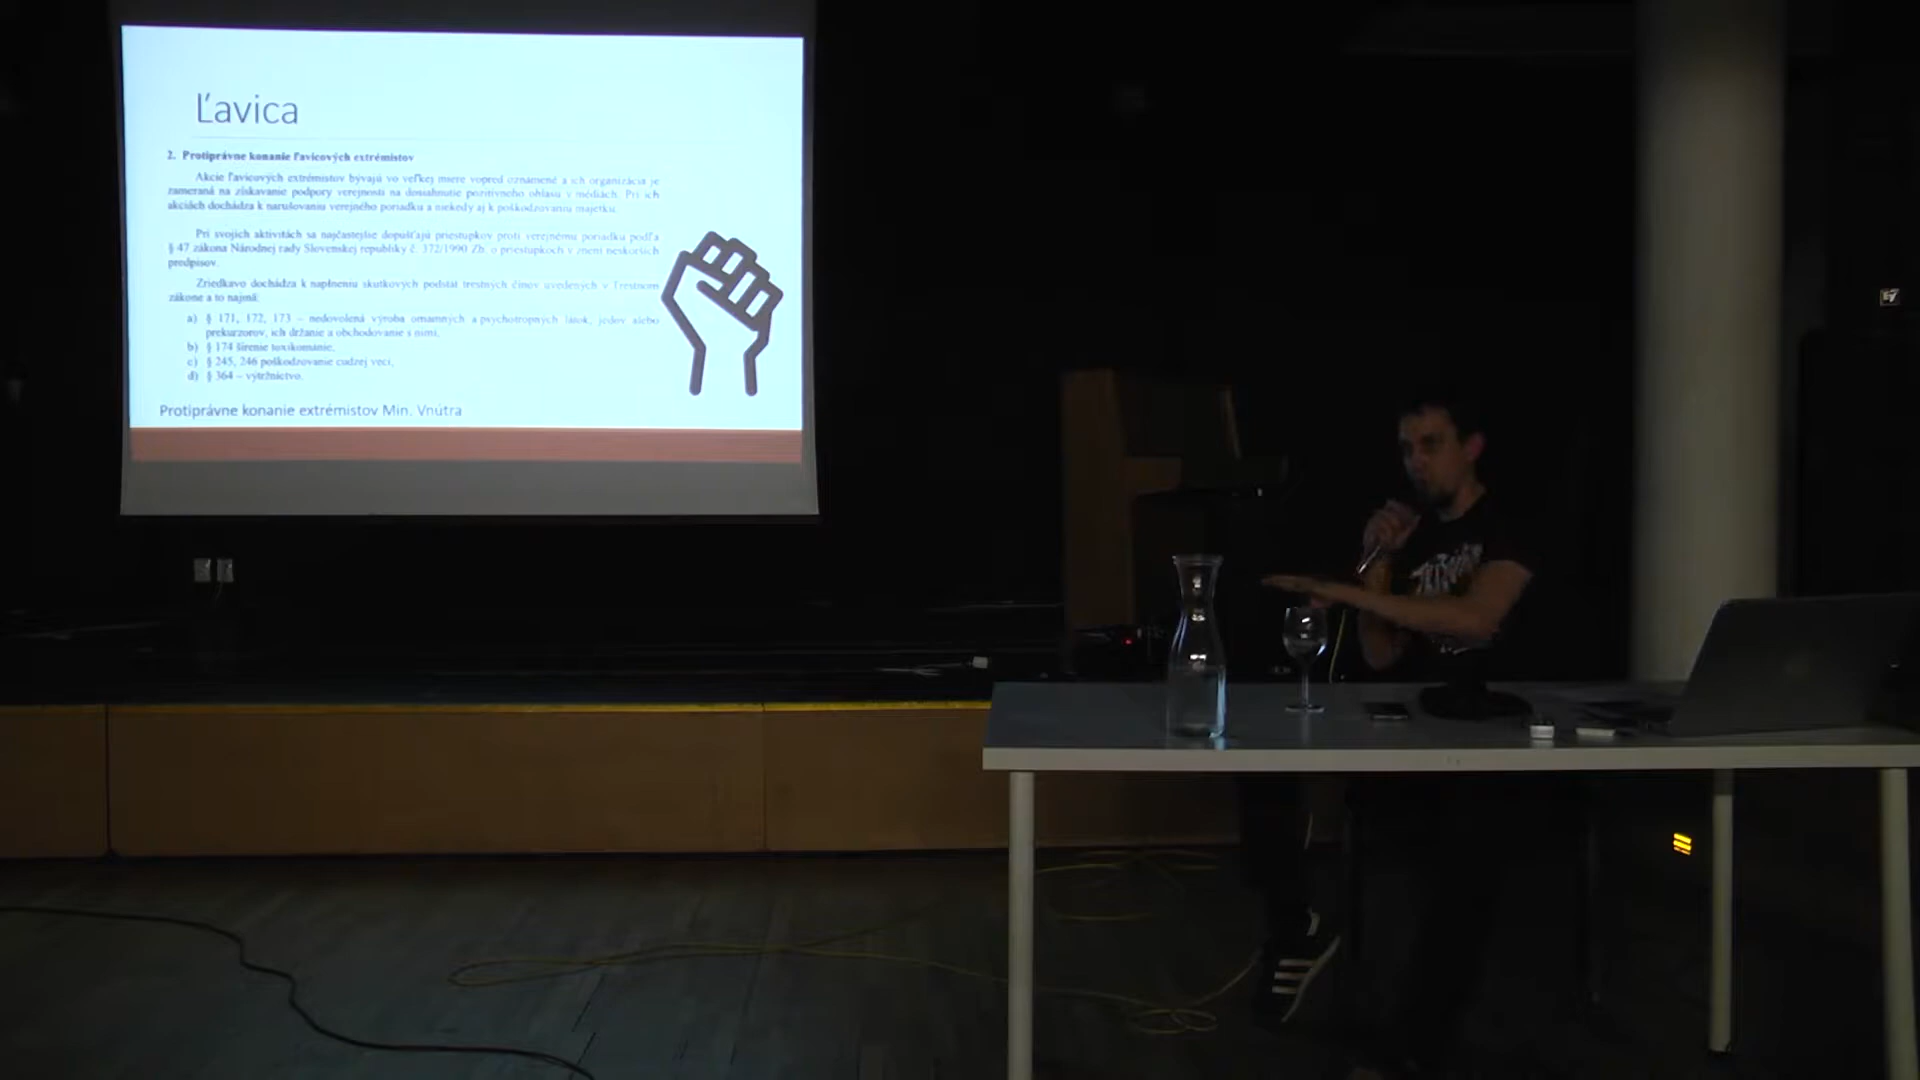 Ľavica
2. Protiprávne konanie ľavicových extrémistov
Akcie ľavicových extrémistov bývajú vo veľkej miere vopred oznámené a ich organizácia je
zameraná na získavanie podpory verejnosti na dosiahnutie pozitívneho ohlasu v médiách. Pri ich
akciách dochádza k narušovaniu verejného poriadku a niekedy aj k poškodzovaniu majetku.
Pri svojich aktivitách sa najčastejšie dopúšťajú priestupkov proti verejnému poriadku podľa
§ 47 zákona Národnej rady Slovenskej republiky č. 372/1990 Zb. o priestupkoch v znení neskorších
predpisov.
Zriedkavo dochádza k naplneniu skutkových podstát trestných činov uvedených v Trestnom
zákone a to najmä:
a) § 171, 172, 173 – nedovolená výroba omamných a psychotropných látok, jedov alebo
prekurzorov, ich držanie a obchodovanie s nimi,
b) § 174 šírenie toxikománie,
c) § 245, 246 poškodzovanie cudzej veci,
d) § 364 – výtržníctvo.
Protiprávne konanie extrémistov Min. Vnútra